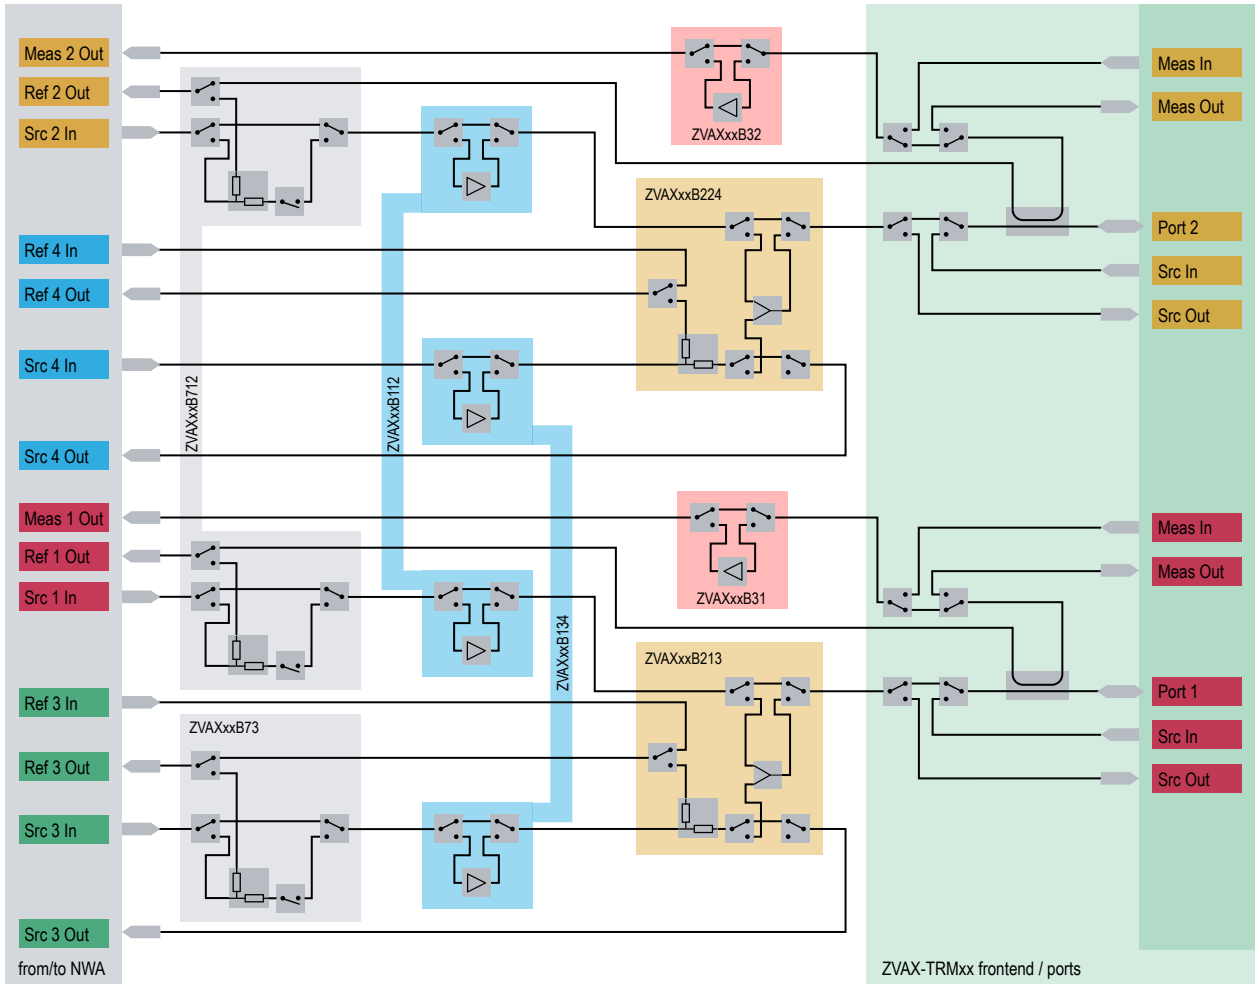 Meas 2 Out
Ref 2 Out
Src 2 In
Ref 4 In
Ref 4 Out
Src 4 In
Src 4 Out
Meas 1 Out
Ref 1 Out
Src 1 In
Ref 3 In
Ref 3 Out
Src 3 In
Src 3 Out
from/to NWA
ZVAXxxB712
ZVAXxxB73
ZVAXxxB112
ZVAXxxB134
ZVAXxxB32
ZVAXxxB224
ZVAXxxB31
ZVAXxxB213
Meas In
Meas Out
Port 2
Src In
Src Out
Meas In
Meas Out
Port 1
Src In
Src Out
ZVAX-TRMxx frontend / ports